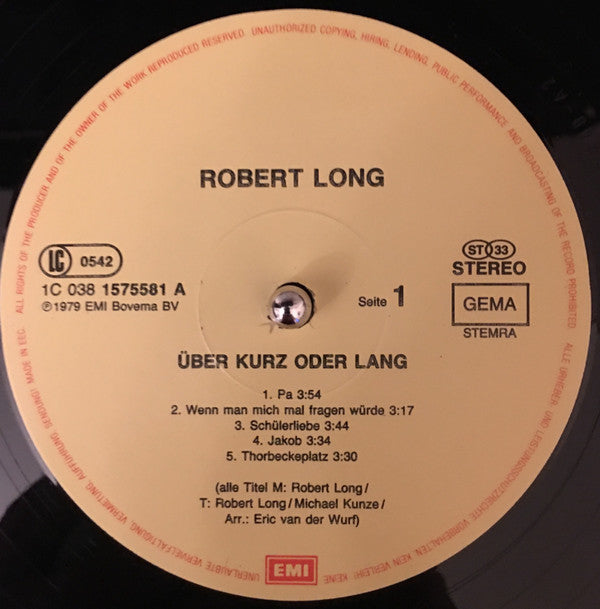 ALL RIGHTS OF THE PRODUCER AND OF THE OWNER OF THE WORK REPRODUCED RESERVED. UNAUTHORIZED COPYING, HIRING, LENDING, PUBLIC PERFORMANCE AND BROADCASTING OF THE RECORD PROHIBITED
ROBERT LONG
LC 0542
1C 038 1575581 A
℗1979 EMI Bovema BV
ST 33
STEREO
Seite 1
GEMA
STEMRA
ÜBER KURZ ODER LANG
1. Pa 3:54
2. Wenn man mich mal fragen würde 3:17
3. Schülerliebe 3:44
4. Jakob 3:34
5. Thorbeckeplatz 3:30
(alle Titel M: Robert Long/
T: Robert Long/Michael Kunze/
Arr.: Eric van der Wurf)
EMI
ALLE URHEBER UND LEISTUNGSSCHUTZRECHTE VORBEHALTEN. KEIN VERLEIH! KEINE
UNERLAUBTE VERVIELFÄLTIGUNG, VERMIETUNG, AUFFÜHRUNG, SENDUNG! MADE IN EEC.